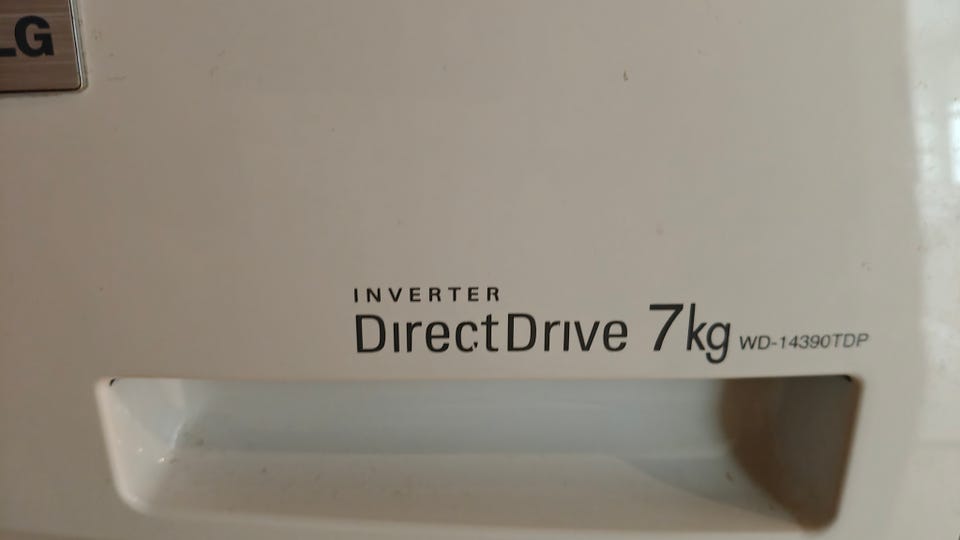 LG
INVERTER
DirectDrive 7kg WD-14390TDP